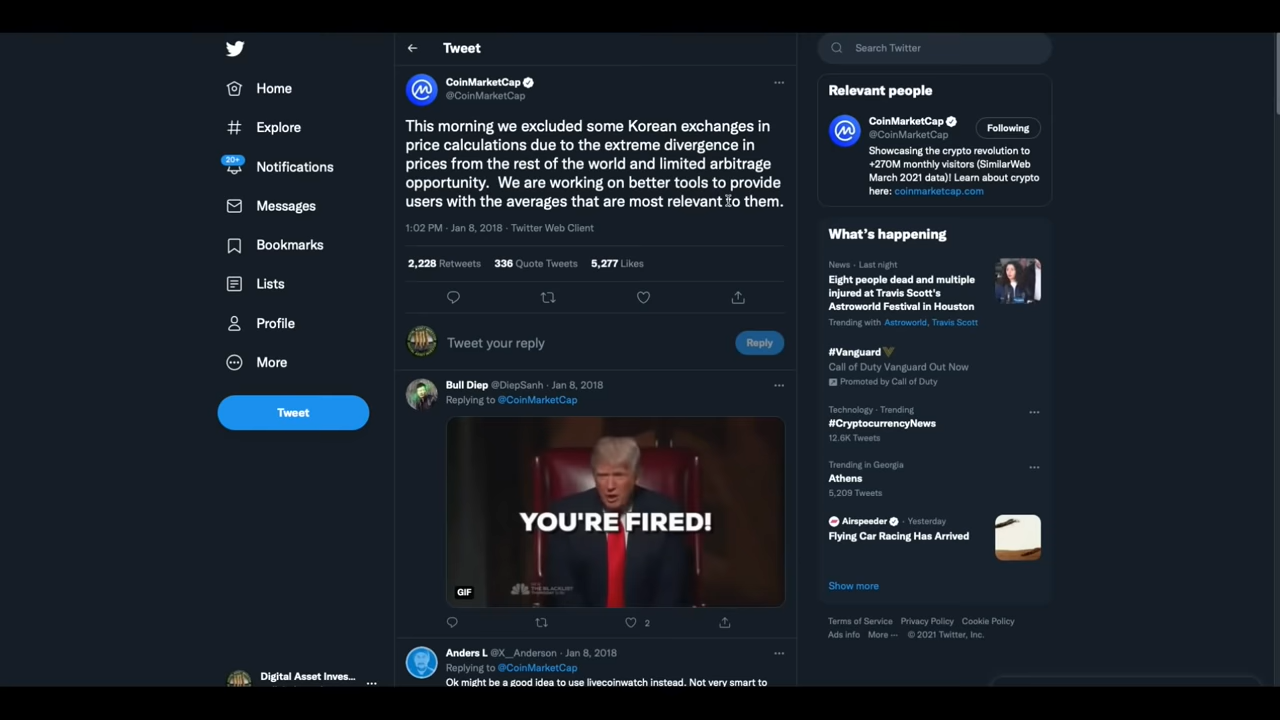 Home
Explore
20+
Notifications
Messages
Bookmarks
Lists
Profile
More
Tweet
Digital Asset Inves...
Tweet
CoinMarketCap
@CoinMarketCap
This morning we excluded some Korean exchanges in
price calculations due to the extreme divergence in
prices from the rest of the world and limited arbitrage
opportunity. We are working on better tools to provide
users with the averages that are most relevant to them.
1:02 PM · Jan 8, 2018 · Twitter Web Client
2,228 Retweets 336 Quote Tweets 5,277 Likes
Tweet your reply
Reply
Bull Diep @DiepSanh · Jan 8, 2018
Replying to @CoinMarketCap
YOU'RE FIRED!
GIF
THE BLACKLIST
2
Anders L @X__Anderson · Jan 8, 2018
Replying to @CoinMarketCap
Ok might be a good idea to use livecoinwatch instead. Not very smart to
Search Twitter
Relevant people
CoinMarketCap
@CoinMarketCap
Following
Showcasing the crypto revolution to
+270M monthly visitors (SimilarWeb
March 2021 data)! Learn about crypto
here: coinmarketcap.com
What's happening
News · Last night
Eight people dead and multiple
injured at Travis Scott's
Astroworld Festival in Houston
Trending with Astroworld, Travis Scott
#Vanguard
Call of Duty Vanguard Out Now
Promoted by Call of Duty
Technology · Trending
#CryptocurrencyNews
12.6K Tweets
Trending in Georgia
Athens
5,209 Tweets
Airspeeder · Yesterday
Flying Car Racing Has Arrived
Show more
Terms of Service Privacy Policy Cookie Policy
Ads info More ··· © 2021 Twitter, Inc.